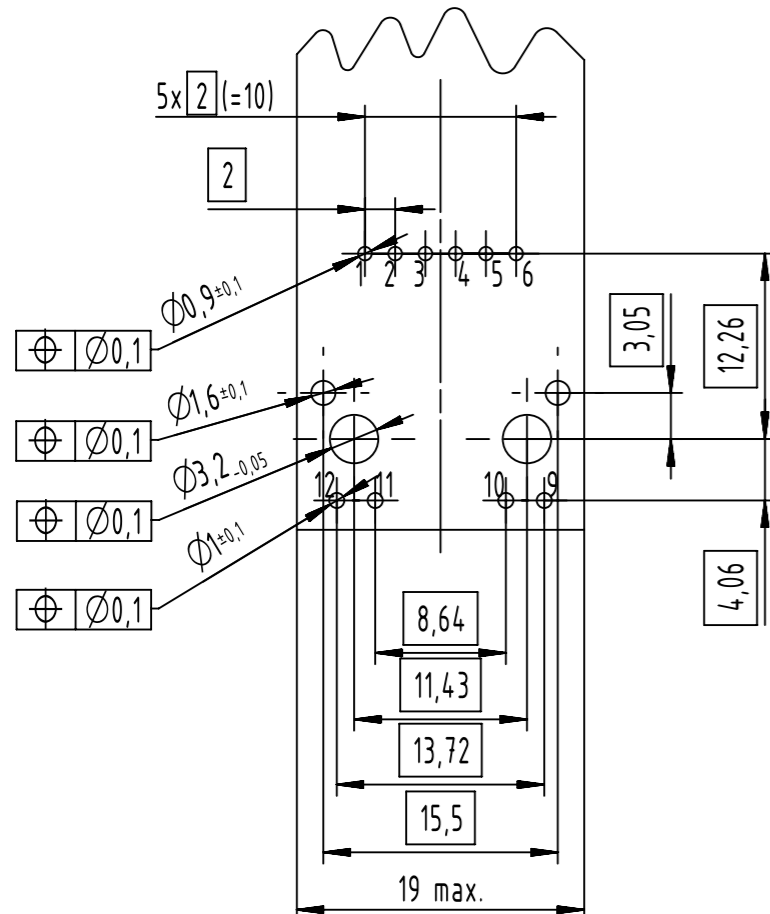 5x 2 (=10)
2
1 2 3 4 5 6
Ø0,9±0,1
⌖ Ø0,1
3,05
12,26
Ø1,6±0,1
⌖ Ø0,1
Ø3,2-0,05
⌖ Ø0,1
12 11 10 9
Ø1±0,1
⌖ Ø0,1
4,06
8,64
11,43
13,72
15,5
19 max.